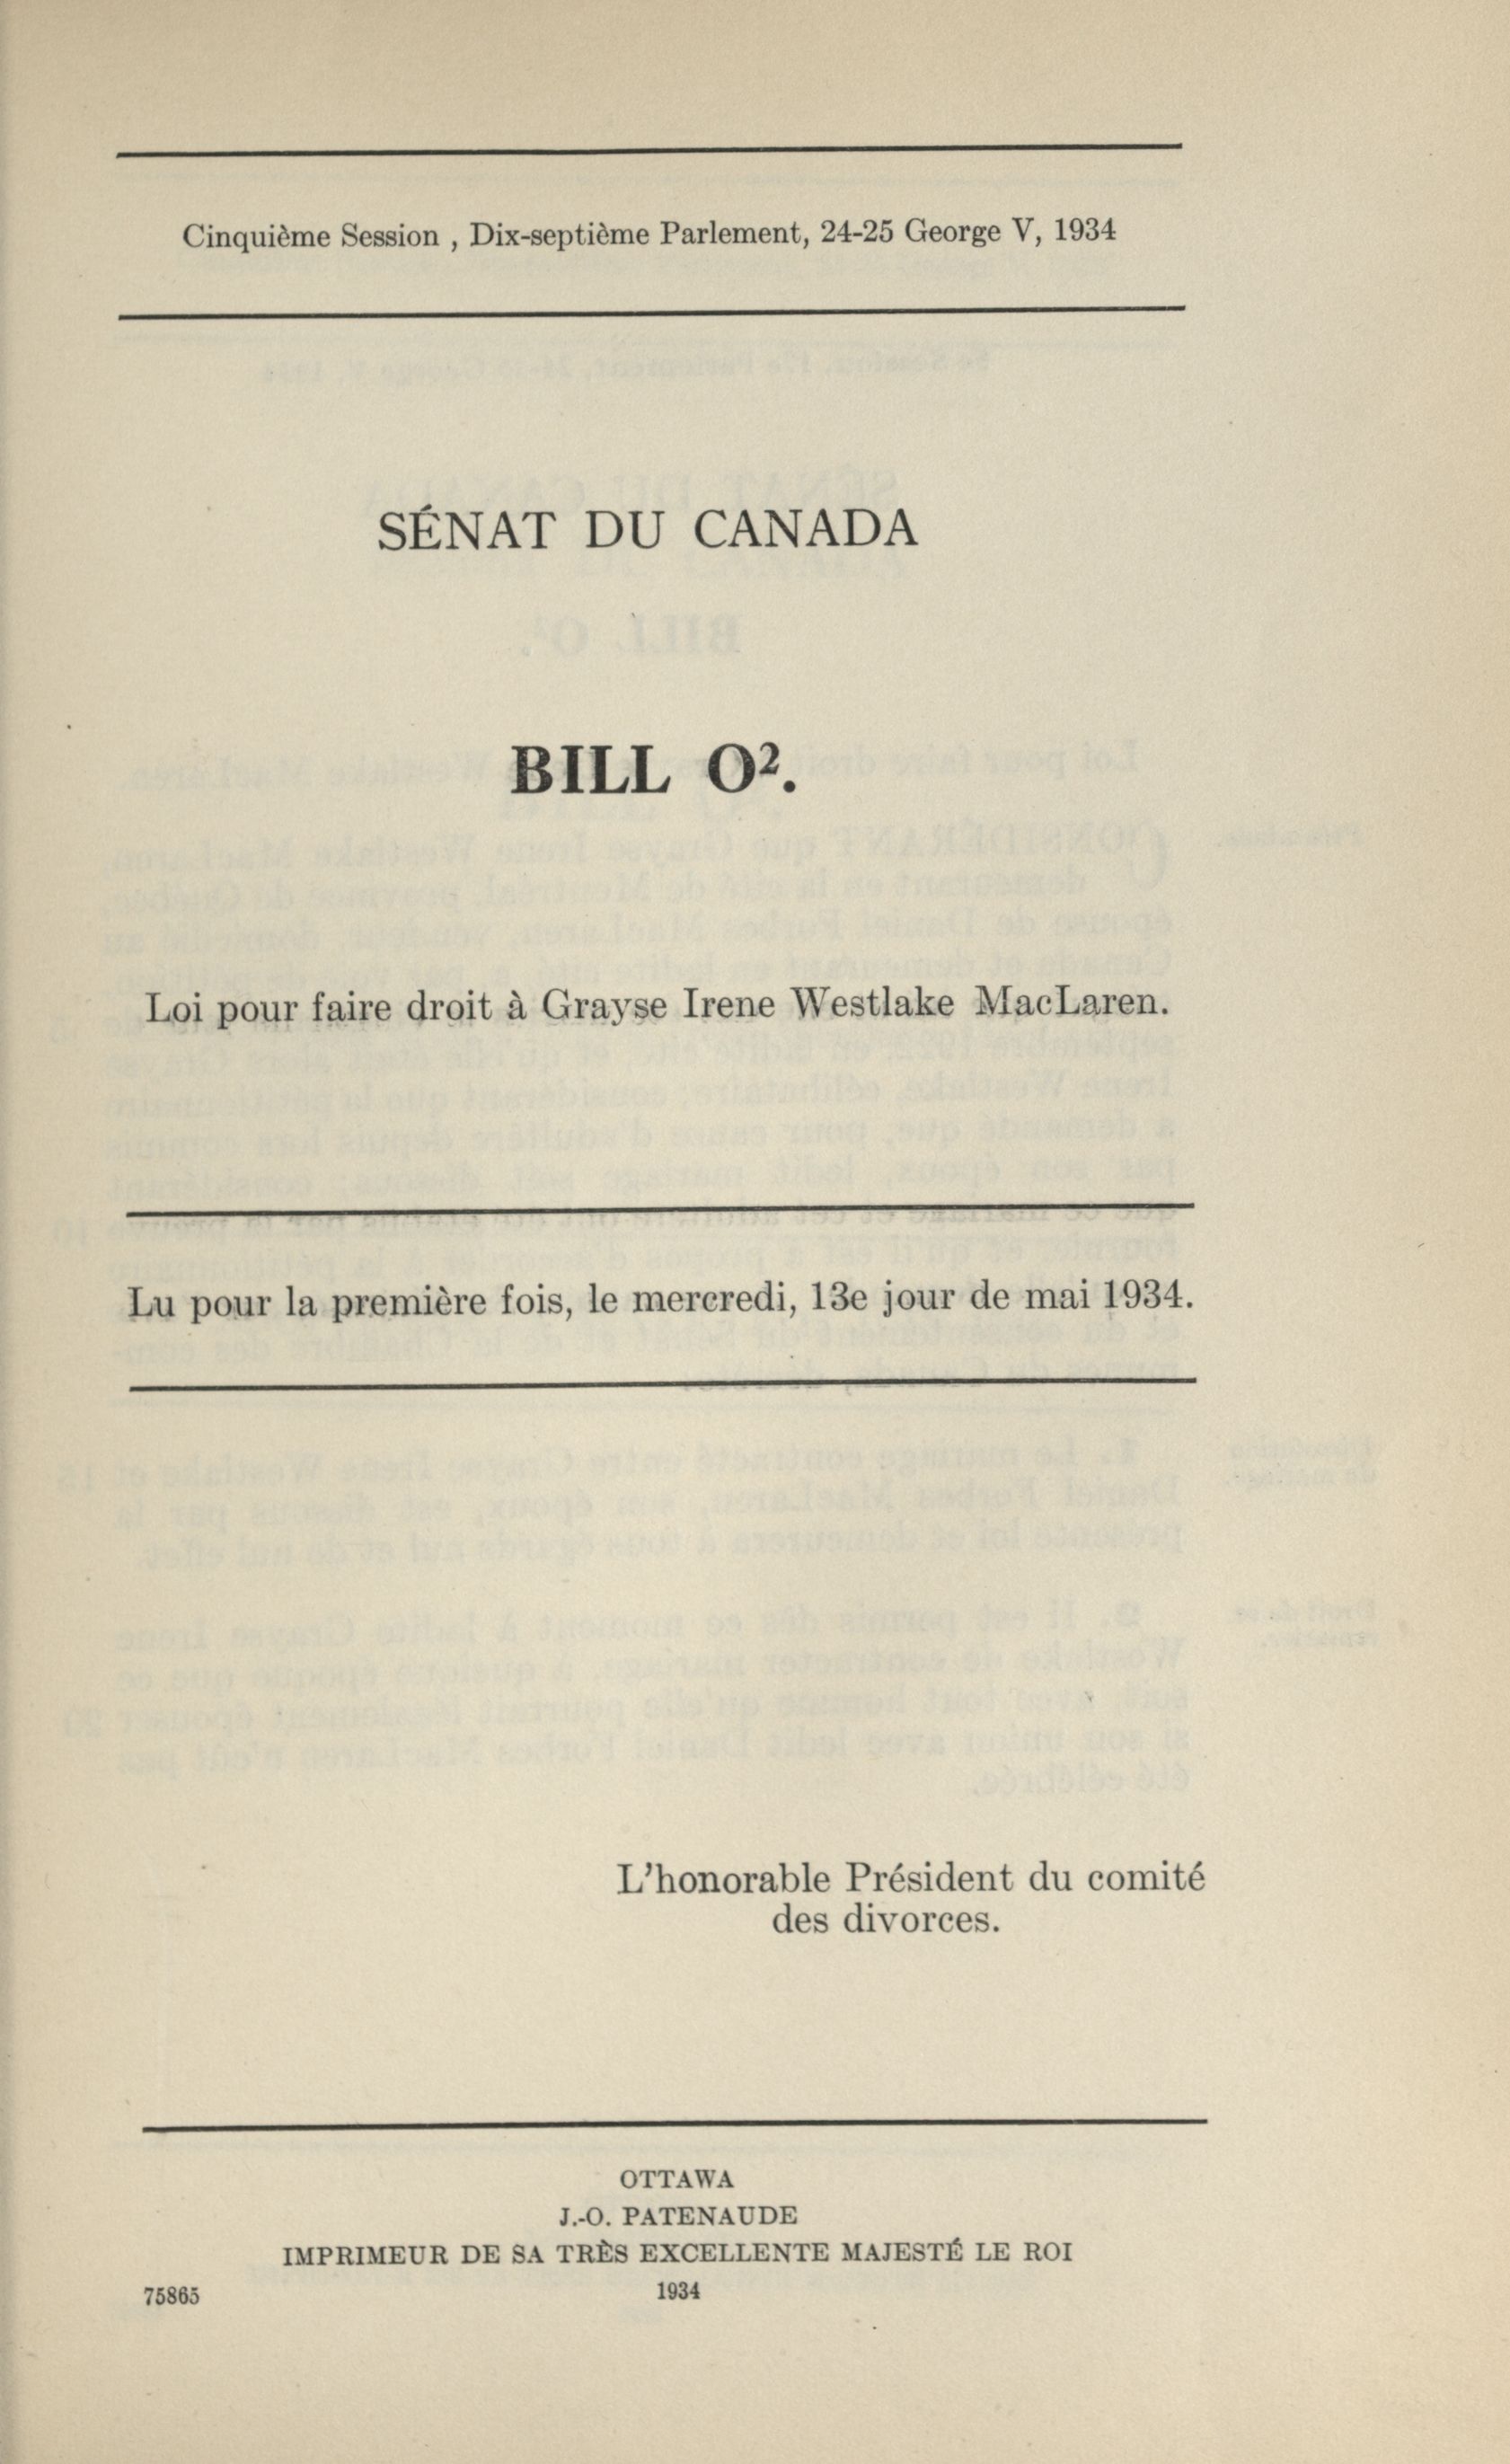 Cinquième Session , Dix-septième Parlement, 24-25 George V, 1934
SÉNAT DU CANADA
BILL O².
Loi pour faire droit à Grayse Irene Westlake MacLaren.
Lu pour la première fois, le mercredi, 13e jour de mai 1934.
L'honorable Président du comité
des divorces.
OTTAWA
J.-O. PATENAUDE
IMPRIMEUR DE SA TRÈS EXCELLENTE MAJESTÉ LE ROI
75865 1934